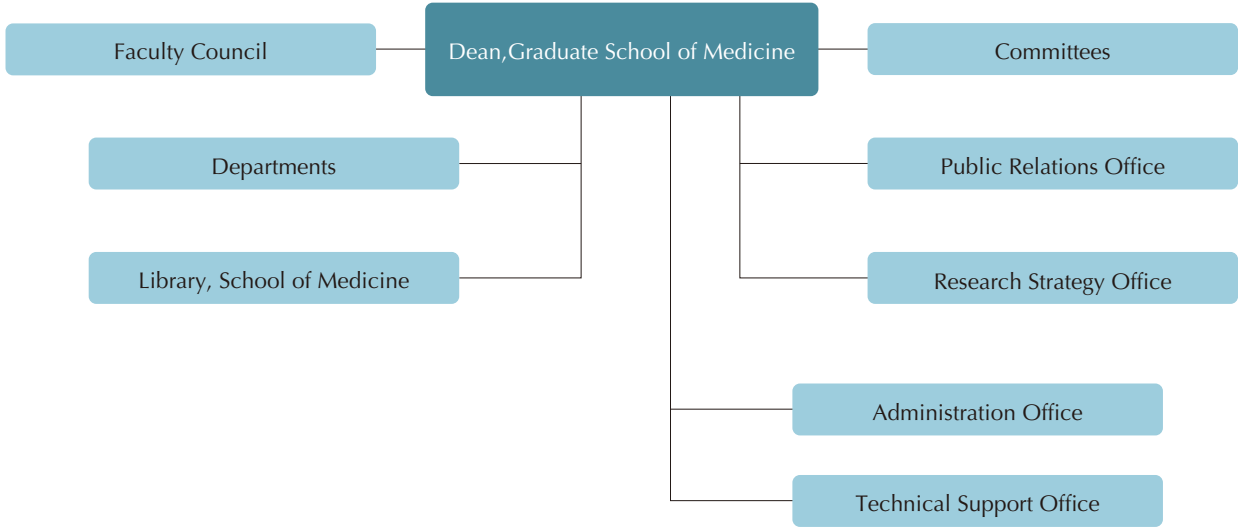 Faculty Council
Dean,Graduate School of Medicine
Committees
Departments
Public Relations Office
Library, School of Medicine
Research Strategy Office
Administration Office
Technical Support Office